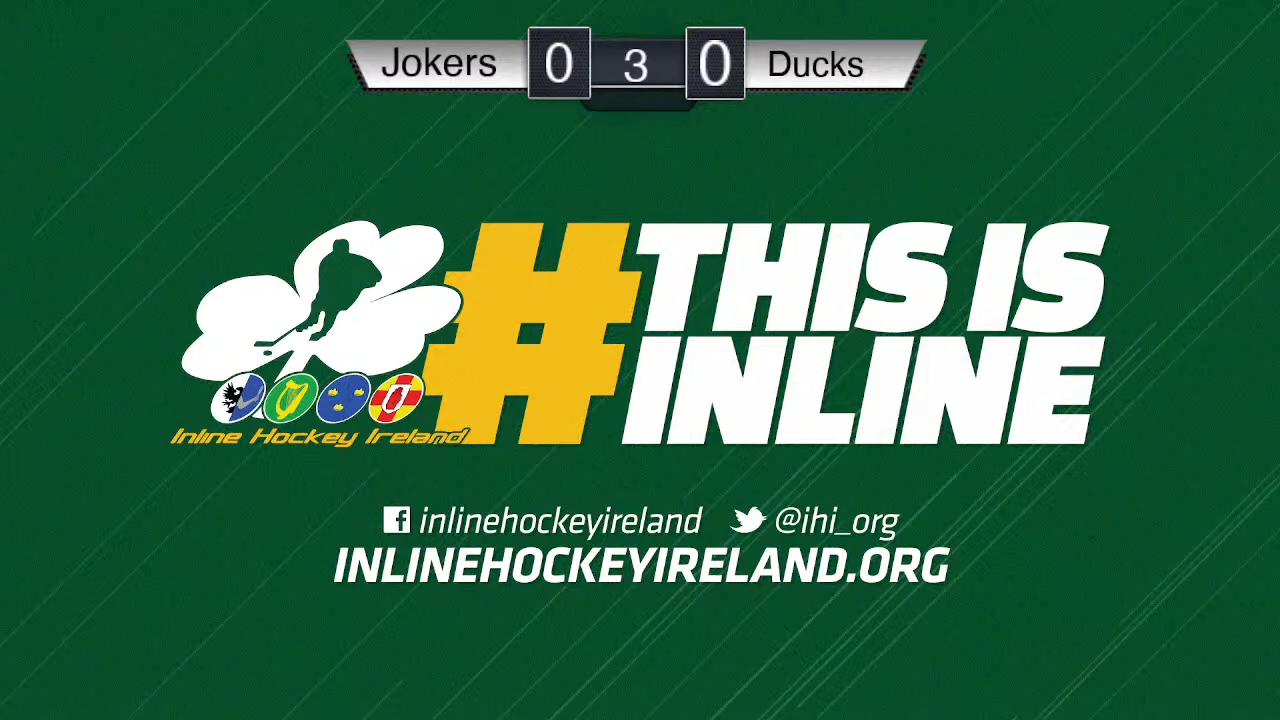 Jokers 0 3 0 Ducks
#THIS IS
INLINE
Inline Hockey Ireland
inlinehockeyireland @ihi_org
INLINEHOCKEYIRELAND.ORG